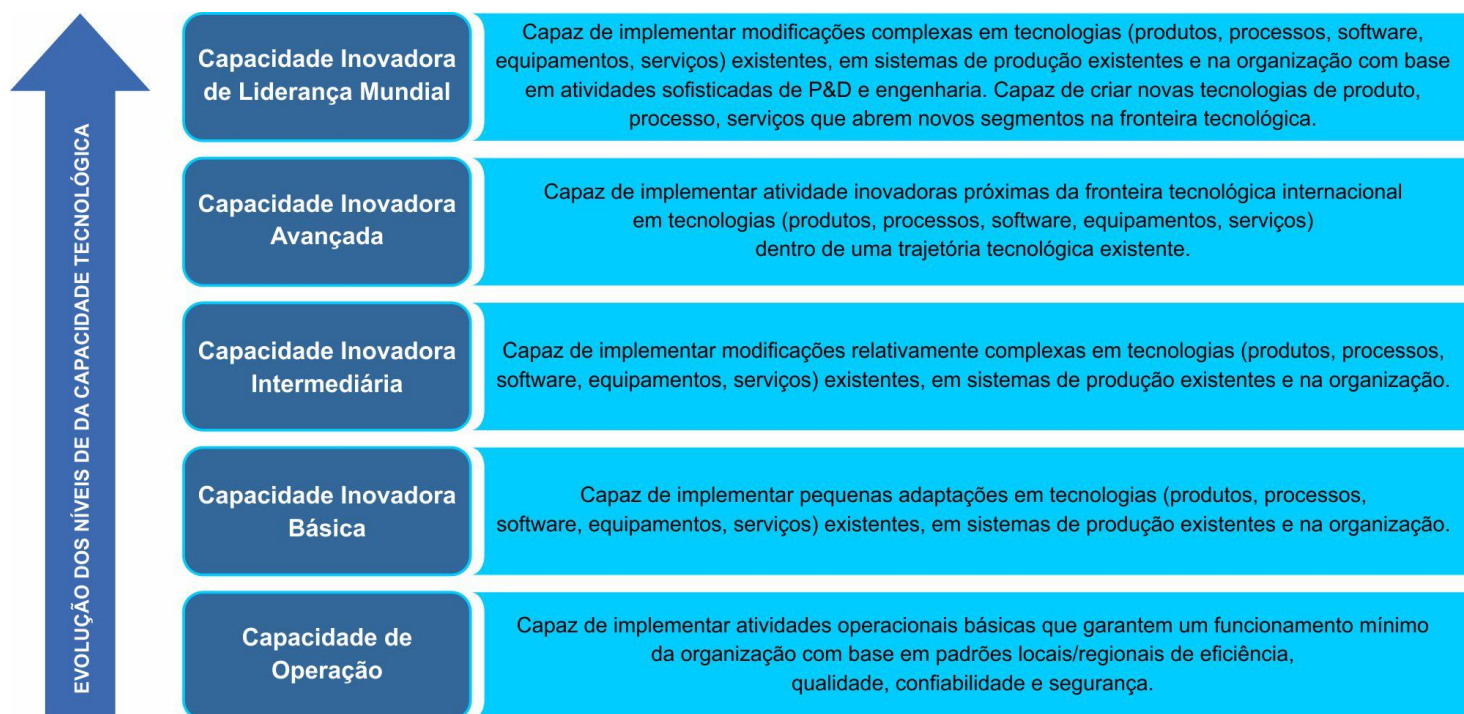 EVOLUÇÃO DOS NÍVEIS DE DA CAPACIDADE TECNOLÓGICA
Capacidade Inovadora
de Liderança Mundial
Capaz de implementar modificações complexas em tecnologias (produtos, processos, software,
equipamentos, serviços) existentes, em sistemas de produção existentes e na organização com base
em atividades sofisticadas de P&D e engenharia. Capaz de criar novas tecnologias de produto,
processo, serviços que abrem novos segmentos na fronteira tecnológica.
Capacidade Inovadora
Avançada
Capaz de implementar atividade inovadoras próximas da fronteira tecnológica internacional
em tecnologias (produtos, processos, software, equipamentos, serviços)
dentro de uma trajetória tecnológica existente.
Capacidade Inovadora
Intermediária
Capaz de implementar modificações relativamente complexas em tecnologias (produtos, processos,
software, equipamentos, serviços) existentes, em sistemas de produção existentes e na organização.
Capacidade Inovadora
Básica
Capaz de implementar pequenas adaptações em tecnologias (produtos, processos,
software, equipamentos, serviços) existentes, em sistemas de produção existentes e na organização.
Capacidade de
Operação
Capaz de implementar atividades operacionais básicas que garantem um funcionamento mínimo
da organização com base em padrões locais/regionais de eficiência,
qualidade, confiabilidade e segurança.